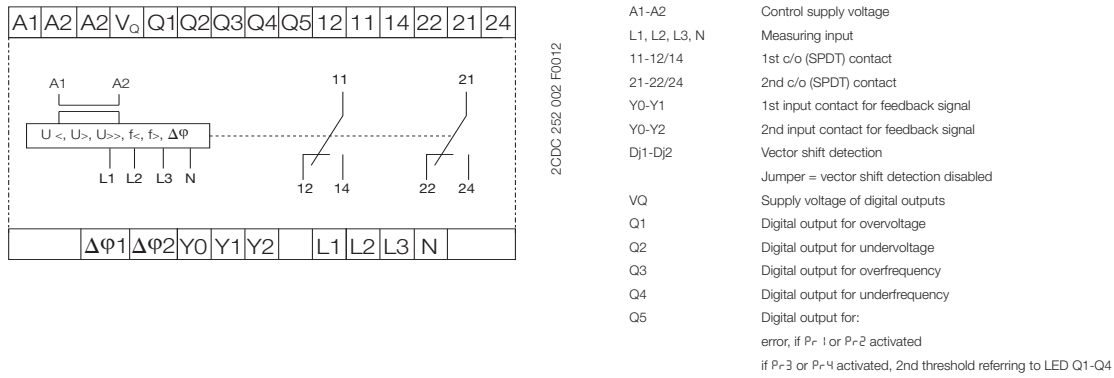 A1 A2 A2 VQ Q1 Q2 Q3 Q4 Q5 12 11 14 22 21 24
A1 A2
11
21
U <, U>, U>>, f<, f>, Δφ
L1 L2 L3 N
12 14
22 24
Δφ1 Δφ2 Y0 Y1 Y2 L1 L2 L3 N
2CDC 252 002 F0012
A1-A2 Control supply voltage
L1, L2, L3, N Measuring input
11-12/14 1st c/o (SPDT) contact
21-22/24 2nd c/o (SPDT) contact
Y0-Y1 1st input contact for feedback signal
Y0-Y2 2nd input contact for feedback signal
Dj1-Dj2 Vector shift detection
Jumper = vector shift detection disabled
VQ Supply voltage of digital outputs
Q1 Digital output for overvoltage
Q2 Digital output for undervoltage
Q3 Digital output for overfrequency
Q4 Digital output for underfrequency
Q5 Digital output for:
error, if Pr1 or Pr2 activated
if Pr3 or Pr4 activated, 2nd threshold referring to LED Q1-Q4